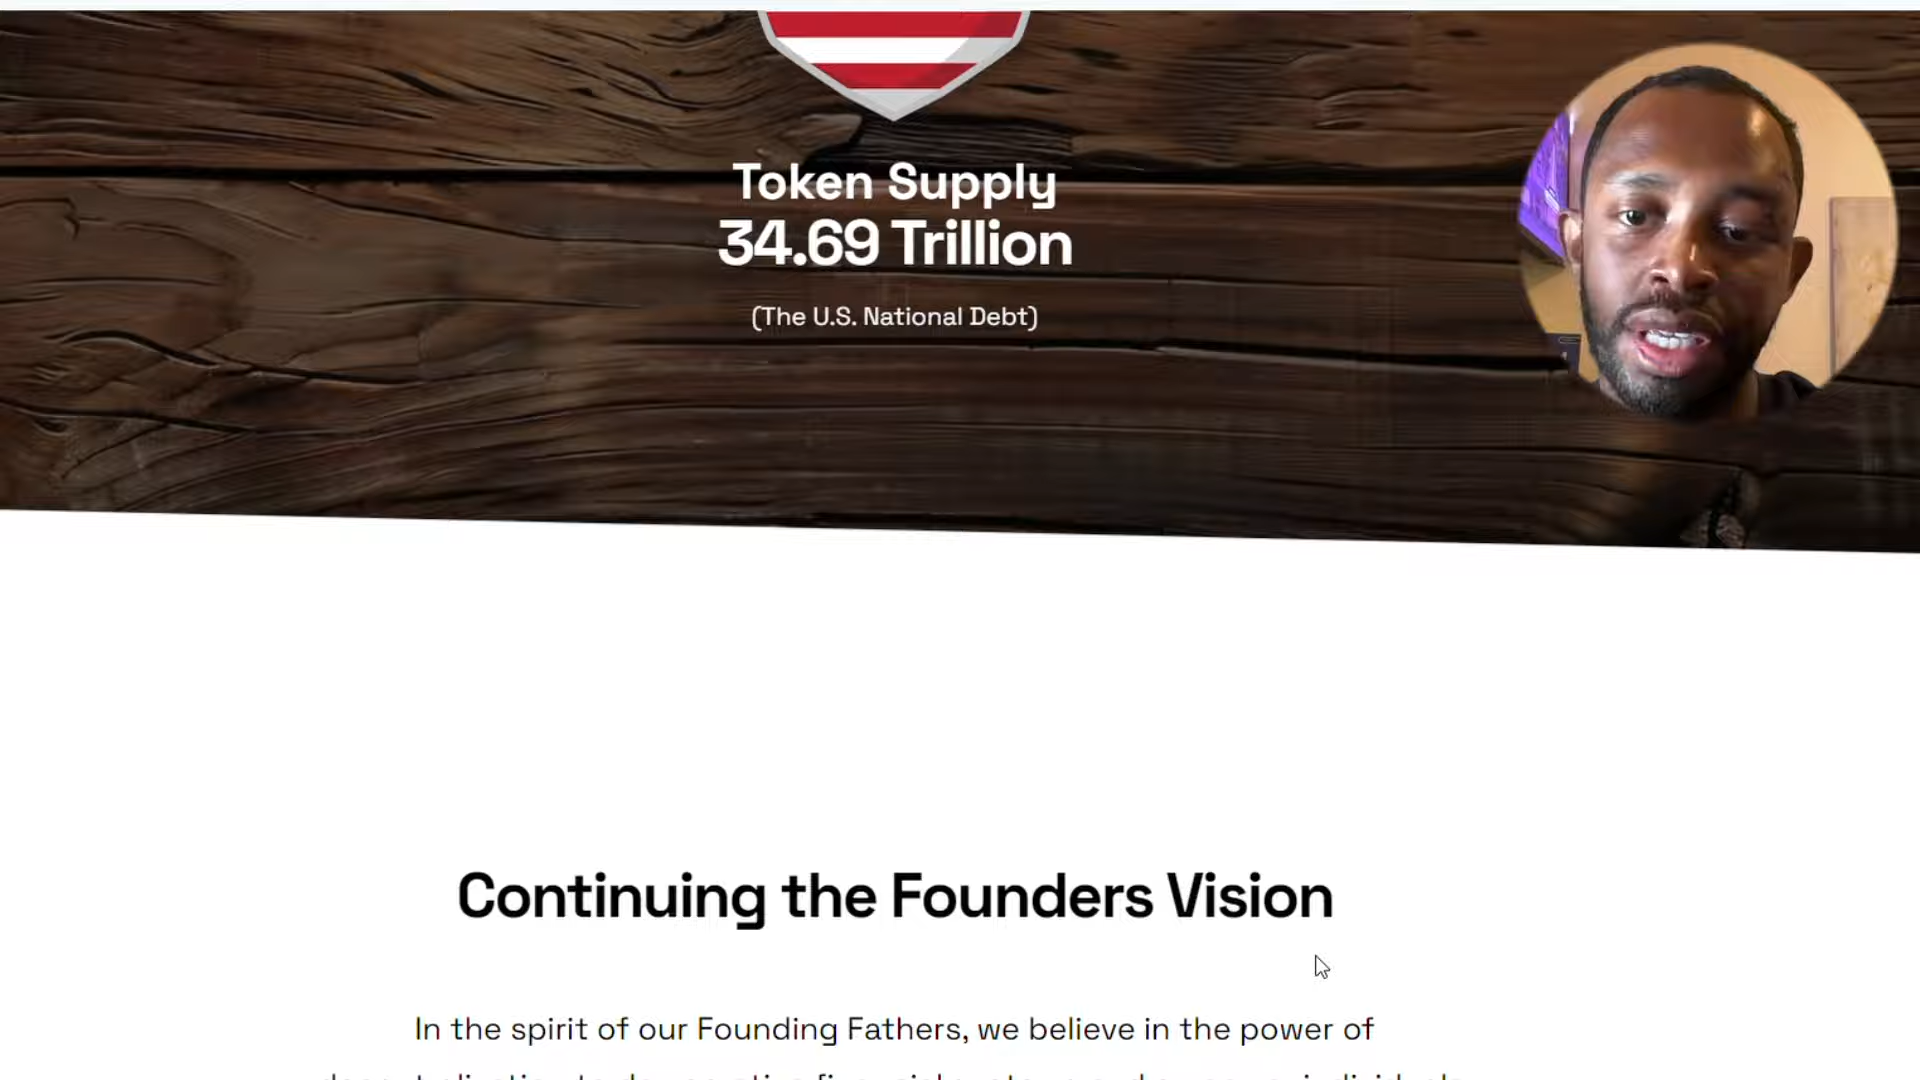 Token Supply
34.69 Trillion
(The U.S. National Debt)
Continuing the Founders Vision
In the spirit of our Founding Fathers, we believe in the power of